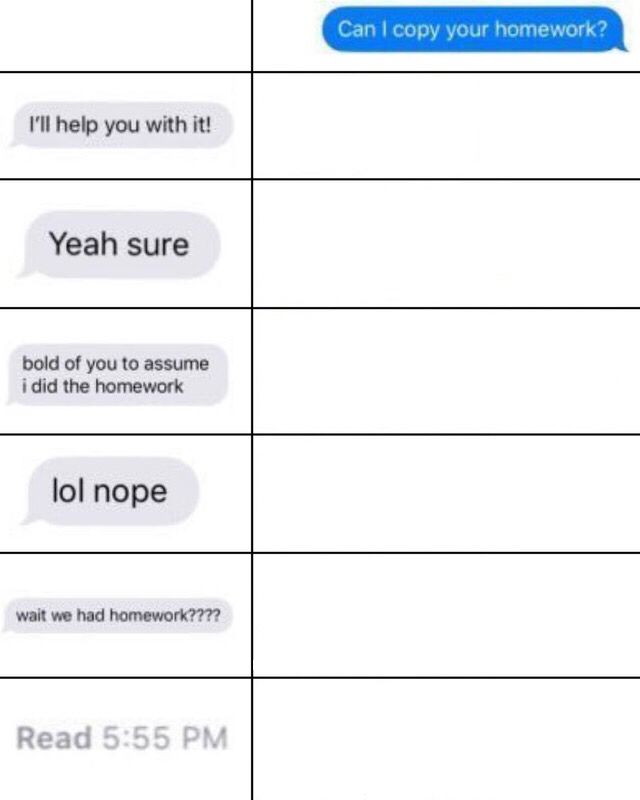 Can I copy your homework?
I'll help you with it!
Yeah sure
bold of you to assume
i did the homework
lol nope
wait we had homework????
Read 5:55 PM